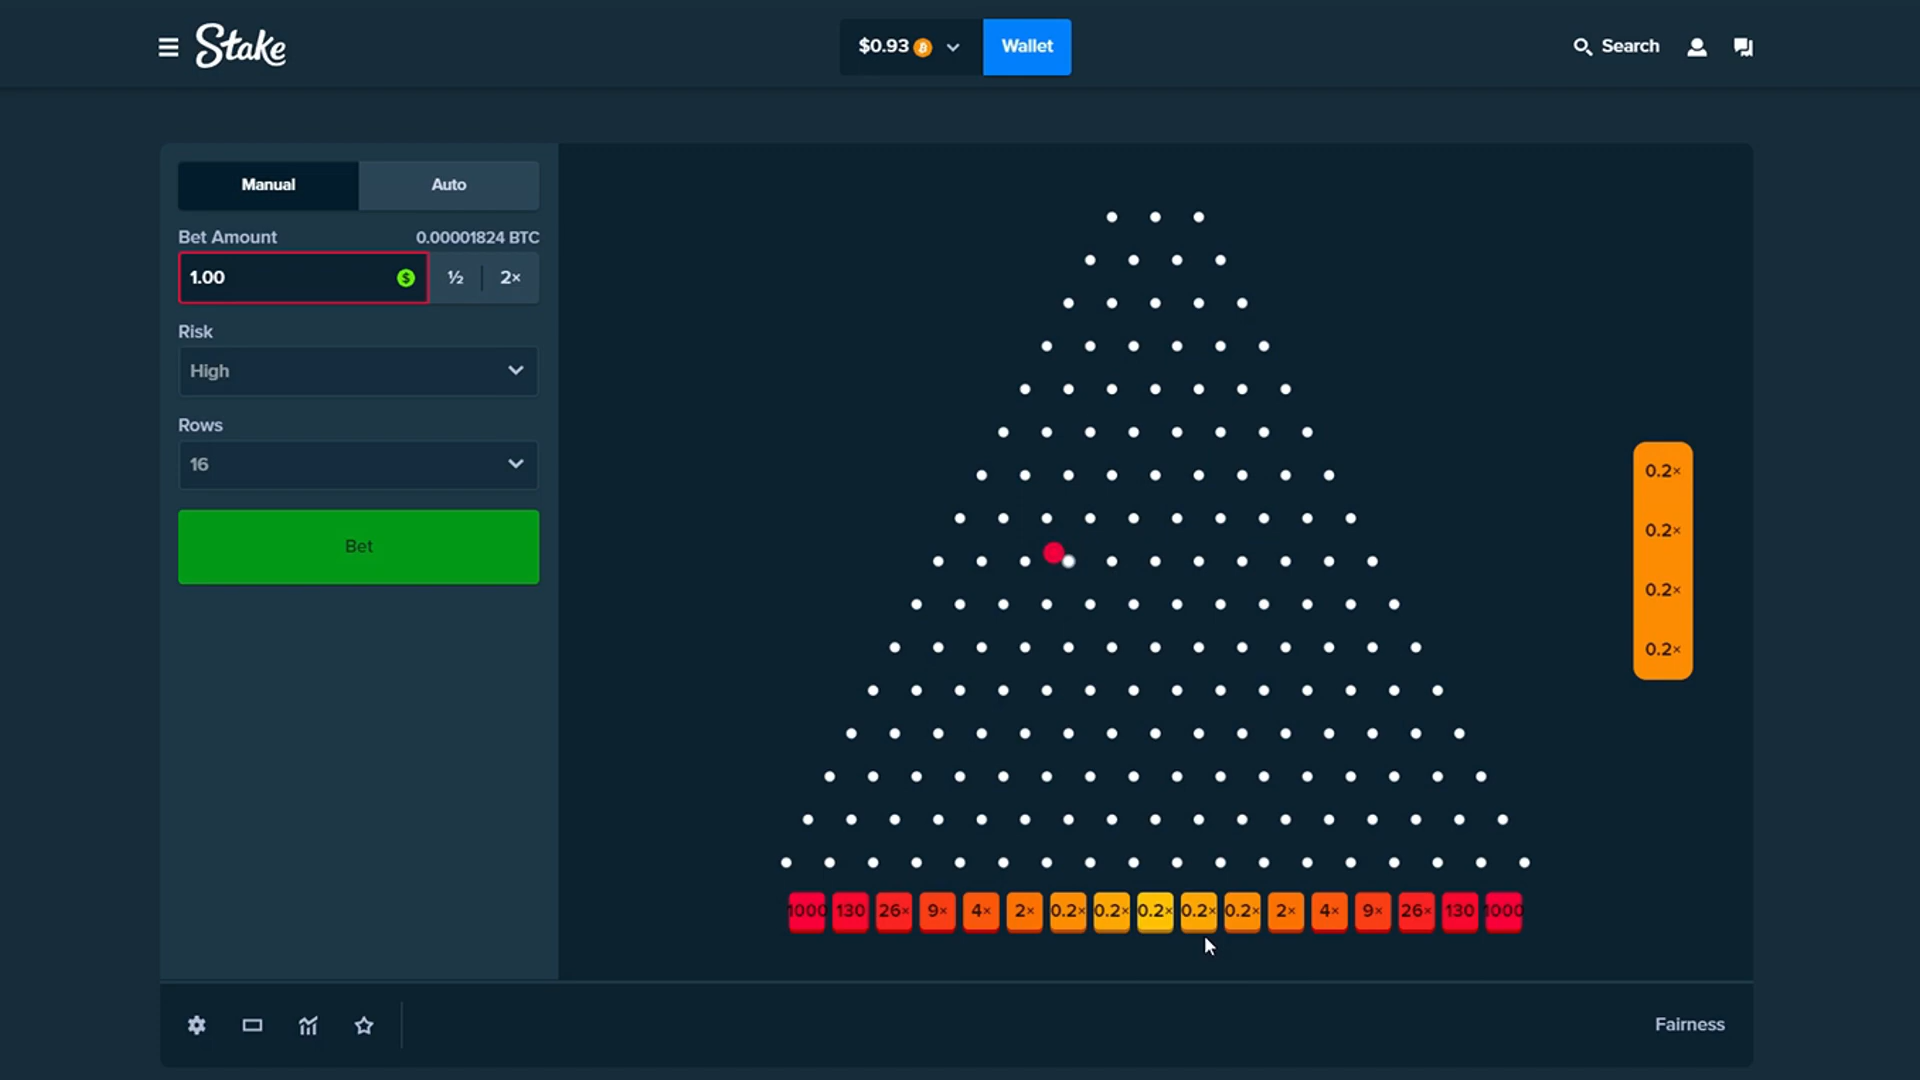 Stake
$0.93
Wallet
Search
Manual
Auto
Bet Amount
0.00001824 BTC
1.00
$
½
2×
Risk
High
Rows
16
Bet
0.2×
0.2×
0.2×
0.2×
1000 130 26× 9× 4× 2× 0.2× 0.2× 0.2× 0.2× 0.2× 2× 4× 9× 26× 130 1000
Fairness